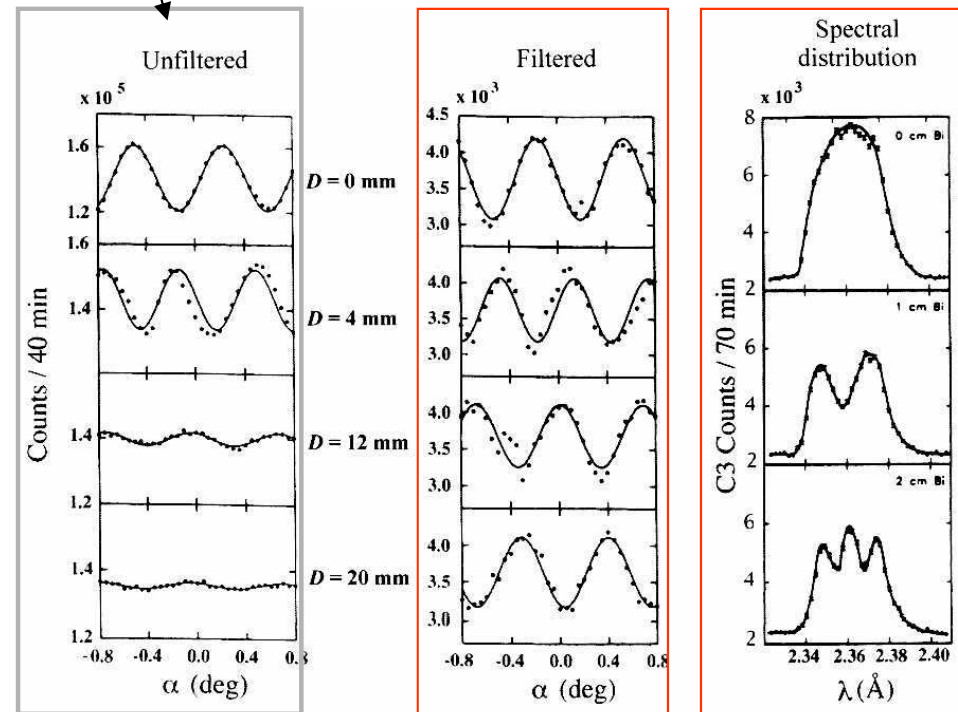 Unfiltered
x 10 5
1.6
1.2
1.6
1.4
1.4
1.2
1.4
1.2
-0.8 -0.4 0.0 0.4 0.8
α (deg)
Counts / 40 min
D = 0 mm
D = 4 mm
D = 12 mm
D = 20 mm
Filtered
x 10 3
4.5
4.0
3.5
3.0
4.0
3.5
3.0
4.0
3.5
3.0
4.0
3.5
3.0
-0.8 -0.4 0.0 0.4 0.8
α (deg)
Spectral
distribution
x 10 3
8
0 cm Bi
6
4
2
1 cm Bi
6
4
2
2 cm Bi
6
4
2
2.34 2.36 2.38 2.40
λ (Å)
C3 Counts / 70 min